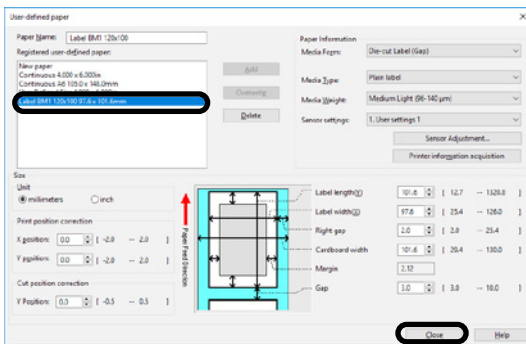 User-defined paper
Paper Name: Label BM1 120x100
Registered user-defined paper:
New paper
Continuous 4.000 x 6.000in
Continuous A6 105.0 x 148.0mm
Label BM1 120x100 97.6 x 101.6mm
Add
Overwrite
Delete
Paper Information
Media Form: Die-cut Label (Gap)
Media Type: Plain label
Media Weight: Medium Light (96-140 μm)
Sensor settings: 1. User settings 1
Sensor Adjustment...
Printer information acquisition
Size
Unit
millimeters inch
Print position correction
X position: 0.0 [ -2.0 -- 2.0 ]
Y position: 0.0 [ -2.0 -- 2.0 ]
Cut position correction
Y Position: 0.0 [ -0.5 -- 0.5 ]
Paper Feed Direction
Label length(Y) 101.6 [ 12.7 -- 1320.8 ]
Label width(X) 97.6 [ 25.4 -- 126.0 ]
Right gap 2.0 [ 2.0 -- 25.4 ]
Cardboard width 101.6 [ 29.4 -- 130.0 ]
Margin 2.12
Gap 3.0 [ 3.0 -- 10.0 ]
Close
Help